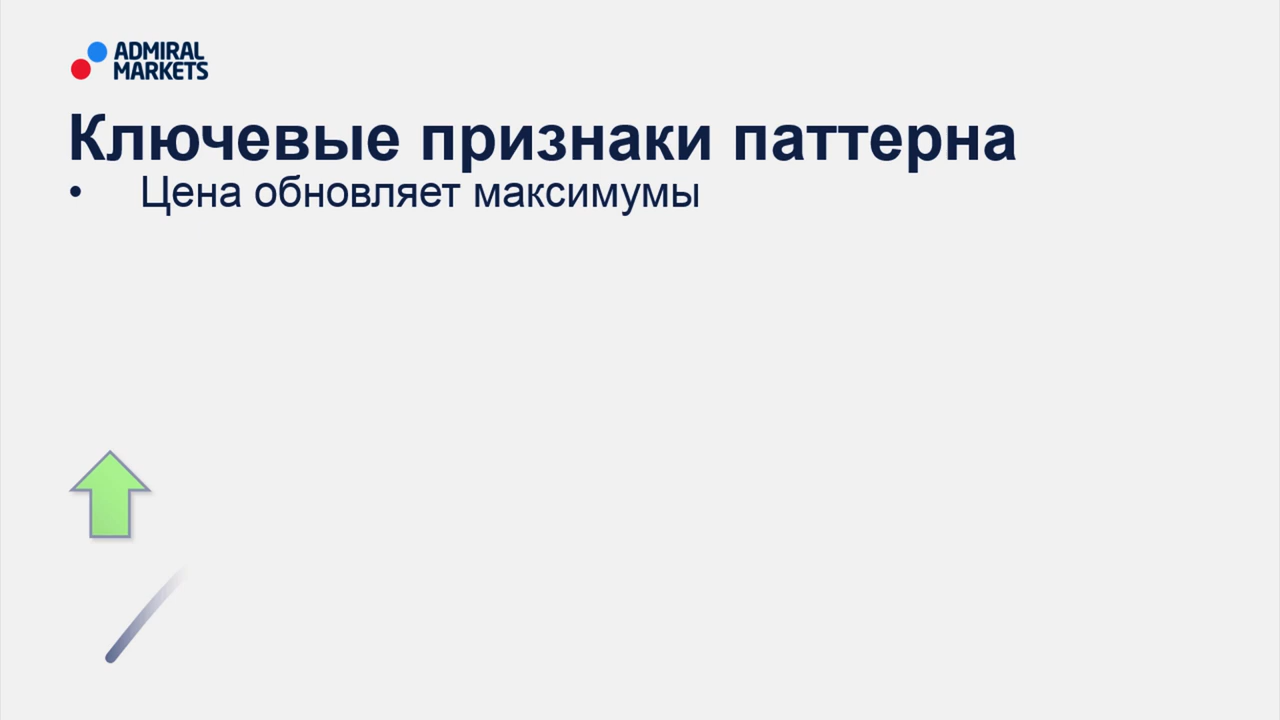 ADMIRAL
MARKETS
Ключевые признаки паттерна
• Цена обновляет максимумы